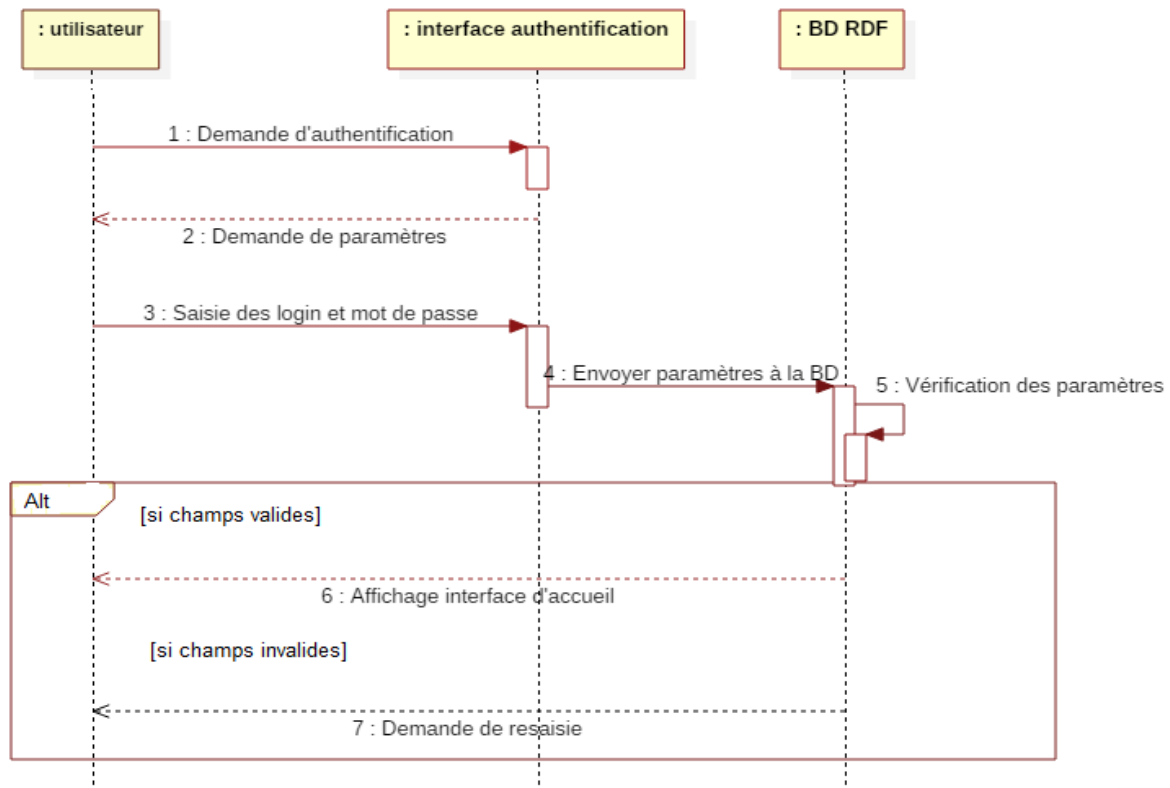 : utilisateur
: interface authentification
: BD RDF
1 : Demande d'authentification
2 : Demande de paramètres
3 : Saisie des login et mot de passe
4 : Envoyer paramètres à la BD
5 : Vérification des paramètres
Alt
[si champs valides]
6 : Affichage interface d'accueil
[si champs invalides]
7 : Demande de resaisie